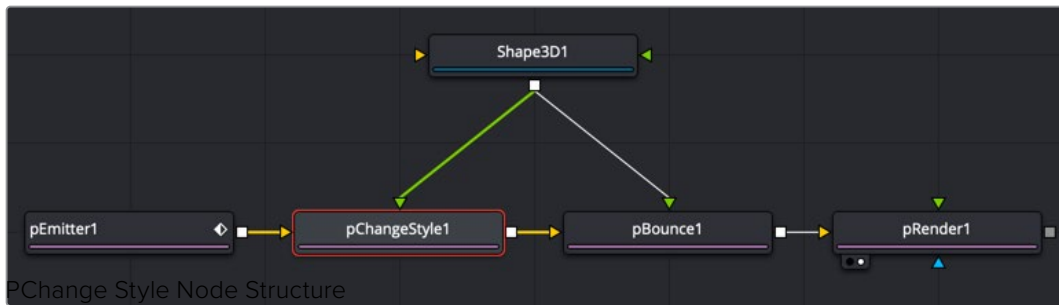 Shape3D1
pEmitter1
pChangeStyle1
pBounce1
pRender1
PChange Style Node Structure